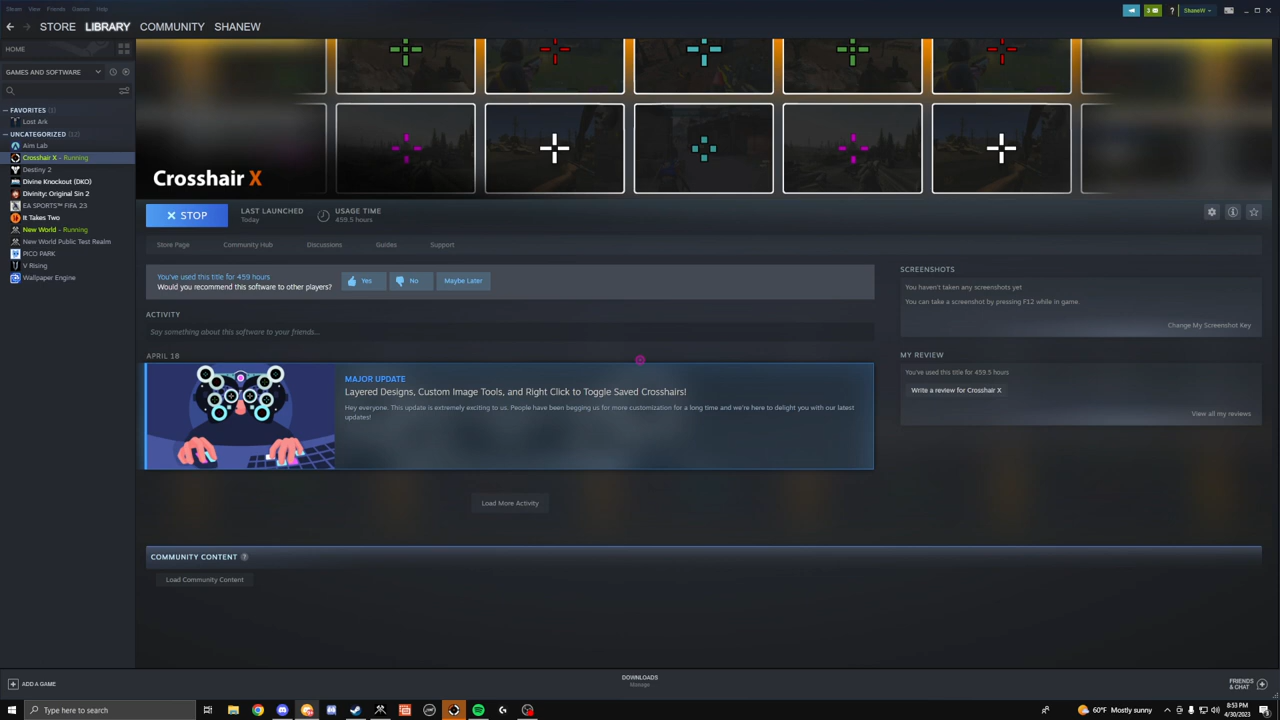 Steam View Friends Games Help
3 ? ShaneW
STORE LIBRARY COMMUNITY SHANEW
HOME
GAMES AND SOFTWARE
FAVORITES (1)
Lost Ark
UNCATEGORIZED (12)
Aim Lab
Crosshair X - Running
Destiny 2
Divine Knockout (DKO)
Divinity: Original Sin 2
EA SPORTS™ FIFA 23
It Takes Two
New World - Running
New World Public Test Realm
PICO PARK
V Rising
Wallpaper Engine
ADD A GAME
Crosshair X
STOP
LAST LAUNCHED
Today
USAGE TIME
459.5 hours
Store Page Community Hub Discussions Guides Support
You've used this title for 459 hours
Would you recommend this software to other players?
Yes No Maybe Later
ACTIVITY
Say something about this software to your friends...
APRIL 18
MAJOR UPDATE
Layered Designs, Custom Image Tools, and Right Click to Toggle Saved Crosshairs!
Hey everyone. This update is extremely exciting to us. People have been begging us for more customization for a long time and we're here to delight you with our latest
updates!
Load More Activity
COMMUNITY CONTENT ?
Load Community Content
SCREENSHOTS
You haven't taken any screenshots yet
You can take a screenshot by pressing F12 while in game.
Change My Screenshot Key
MY REVIEW
You've used this title for 459.5 hours
Write a review for Crosshair X
View all my reviews
DOWNLOADS
Manage
FRIENDS
& CHAT
Type here to search
60°F Mostly sunny
8:53 PM
4/30/2023